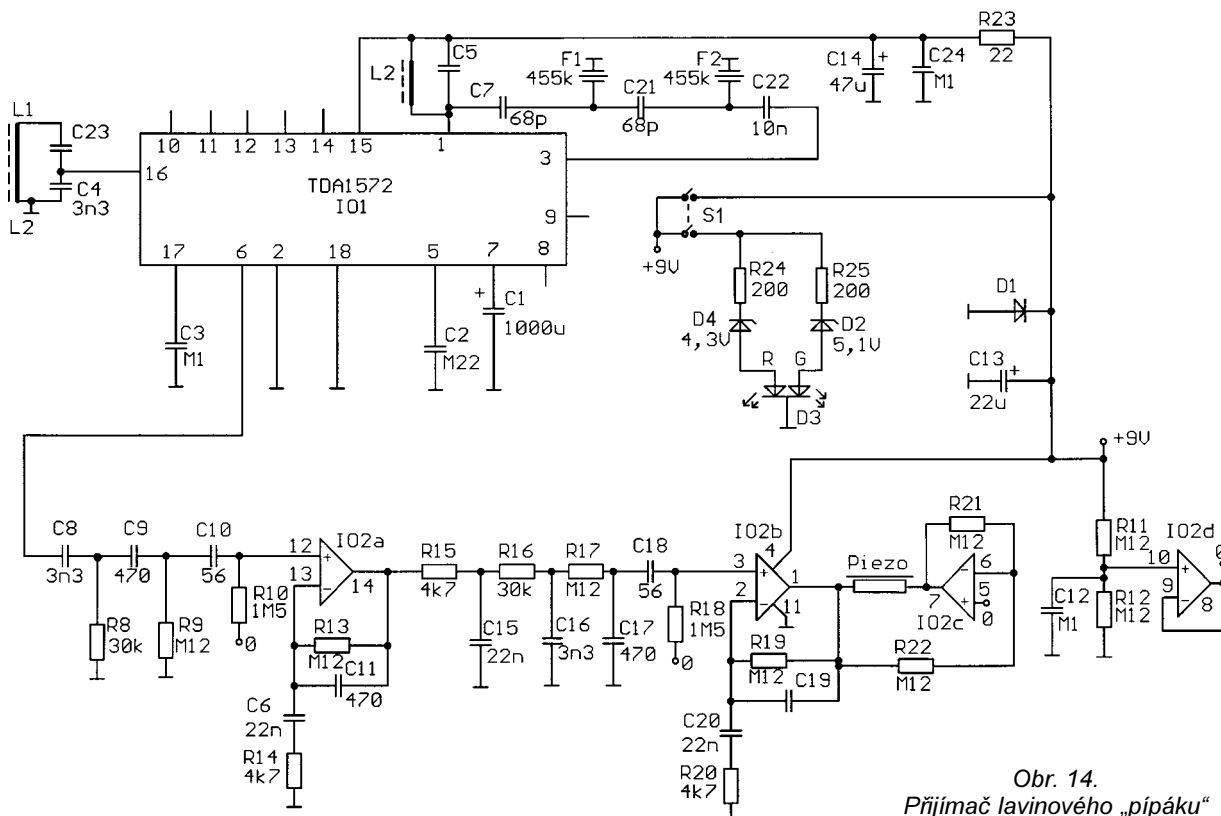 R23
22
C5
L2
F1
455k
F2
455k
C14
47u
+
C24
M1
C7
68p
C21
68p
C22
10n
L1
C23
C4
3n3
L2
10
11
12
13
14
15
1
16
3
TDA1572
IO1
9
17
6
2
18
5
7
8
S1
+9V
R24
200
R25
200
D4
4,3V
D2
5,1V
R
G
D3
D1
C13
22u
+
C3
M1
C2
M22
+
C1
1000u
+9V
C8
3n3
C9
470
C10
56
R8
30k
R9
M12
R10
1M5
0
12
+
13
-
14
IO2a
R13
M12
C11
470
C6
22n
R14
4k7
R15
4k7
R16
30k
R17
M12
C18
56
C15
22n
C16
3n3
C17
470
R18
1M5
0
IO2b
3
+
4
2
-
11
1
R19
M12
C19
C20
22n
R20
4k7
Piezo
R21
M12
7
-
6
+
5
0
IO2c
R22
M12
R11
M12
C12
M1
R12
M12
IO2d
10
+
9
-
8
0
Obr. 14.
Přijímač lavinového „pípáku“